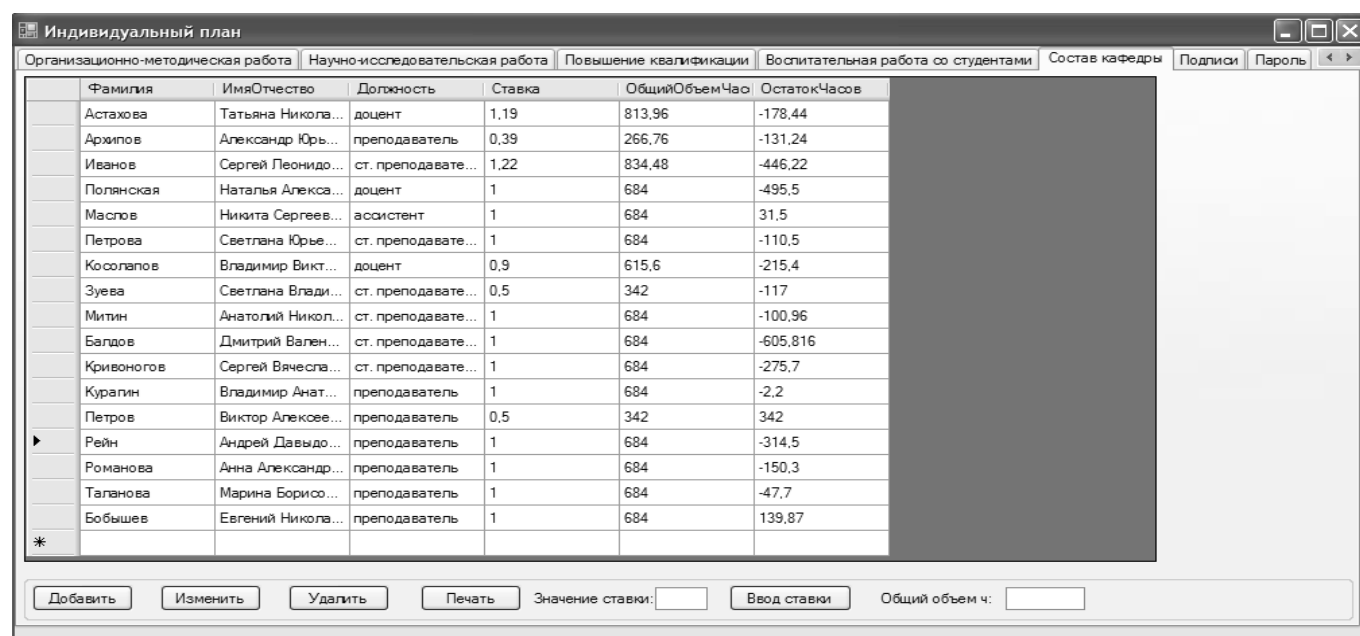 Индивидуальный план
Организационно-методическая работа Научно-исследовательская работа Повышение квалификации Воспитательная работа со студентами Состав кафедры Подписи Пароль
Фамилия ИмяОтчество Должность Ставка ОбщийОбъемЧас ОстатокЧасов
Астахова Татьяна Никола... доцент 1,19 813,96 -178,44
Архипов Александр Юрь... преподаватель 0,39 266,76 -131,24
Иванов Сергей Леонидо... ст. преподавате... 1,22 834,48 -446,22
Полянская Наталья Алекса... доцент 1 684 -495,5
Маслов Никита Сергеев... ассистент 1 684 31,5
Петрова Светлана Юрье... ст. преподавате... 1 684 -110,5
Косолапов Владимир Викт... доцент 0,9 615,6 -215,4
Зуева Светлана Влади... ст. преподавате... 0,5 342 -117
Митин Анатолий Никол... ст. преподавате... 1 684 -100,96
Балдов Дмитрий Вален... ст. преподавате... 1 684 -605,816
Кривоногов Сергей Вячесла... ст. преподавате... 1 684 -275,7
Курагин Владимир Анат... преподаватель 1 684 -2,2
Петров Виктор Алексее... преподаватель 0,5 342 342
Рейн Андрей Давыдо... преподаватель 1 684 -314,5
Романова Анна Александр... преподаватель 1 684 -150,3
Таланова Марина Борисо... преподаватель 1 684 -47,7
Бобышев Евгений Никола... преподаватель 1 684 139,87
Добавить Изменить Удалить Печать Значение ставки: Ввод ставки Общий объем ч: